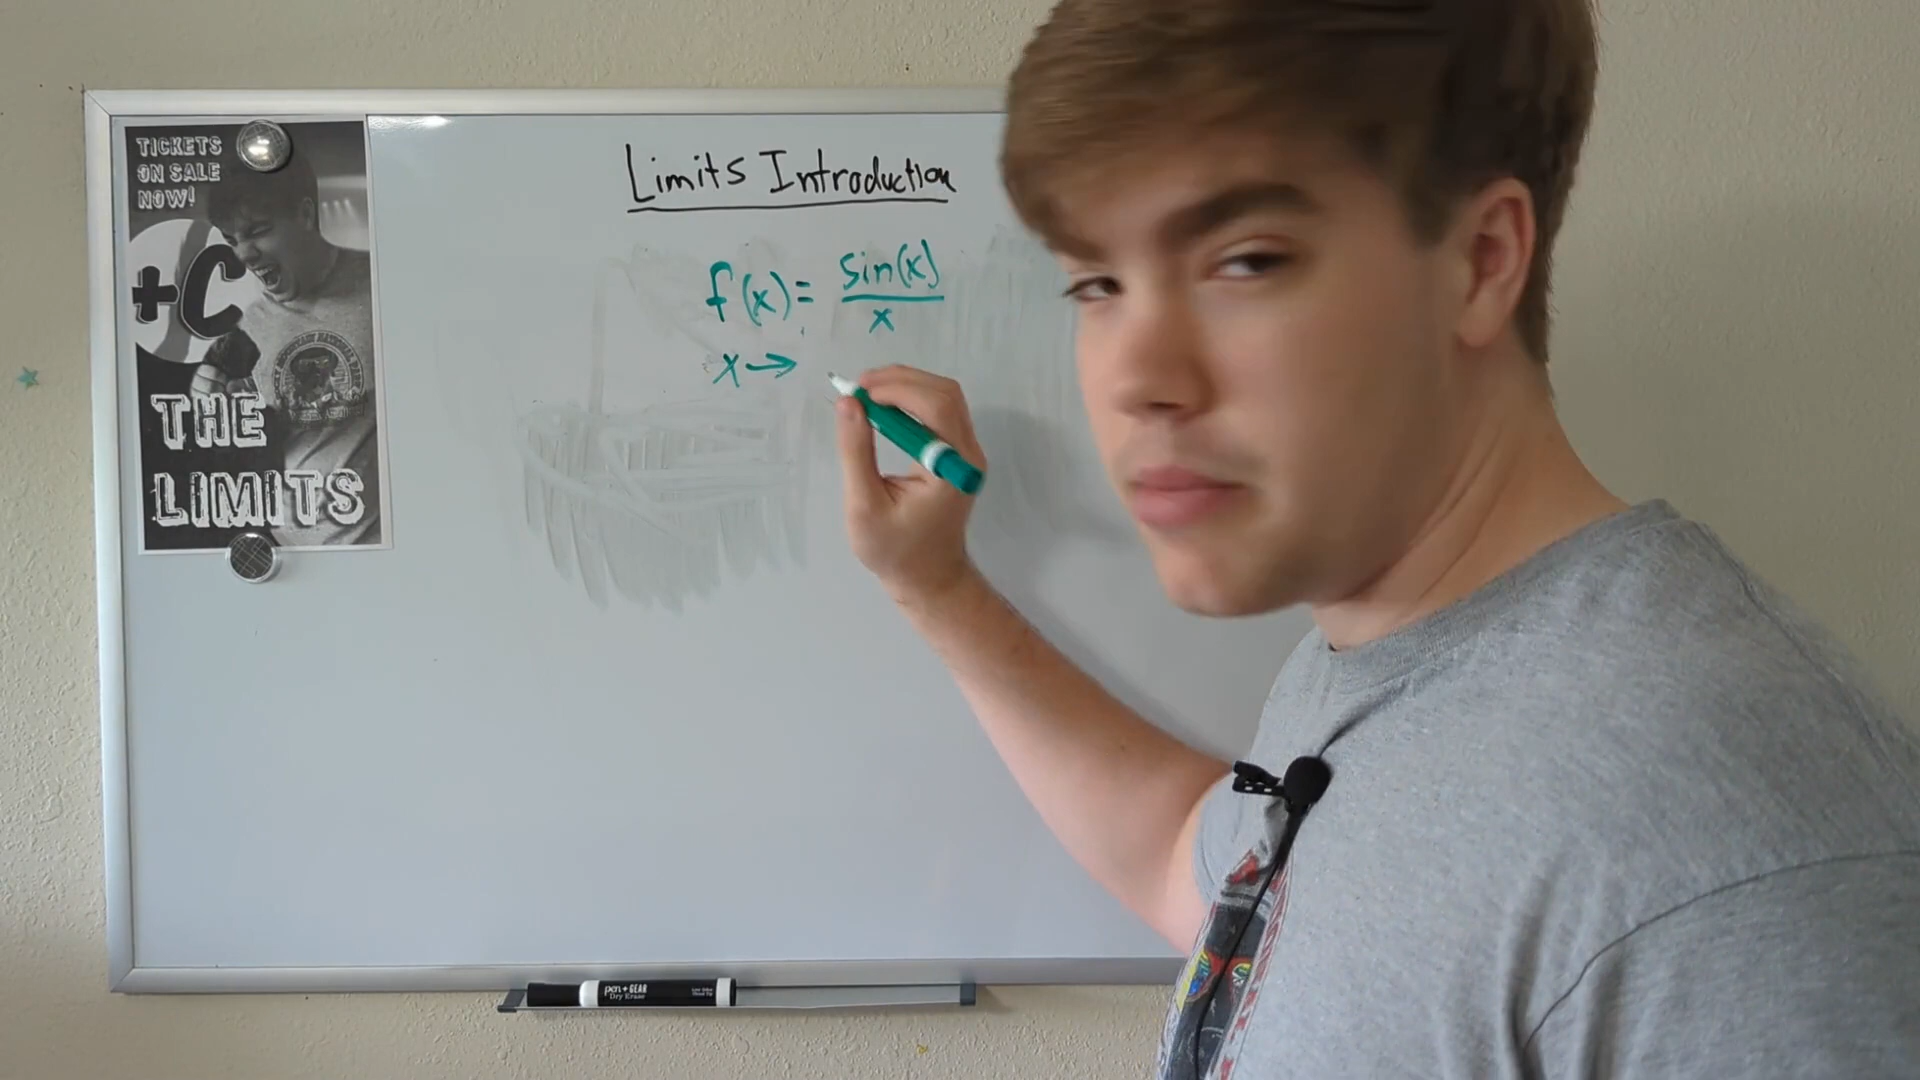 TICKETS
ON SALE
NOW!
+C
THE
LIMITS
Limits Introduction
f(x) = sin(x)
x
x →
pen+GEAR
Dry Erase